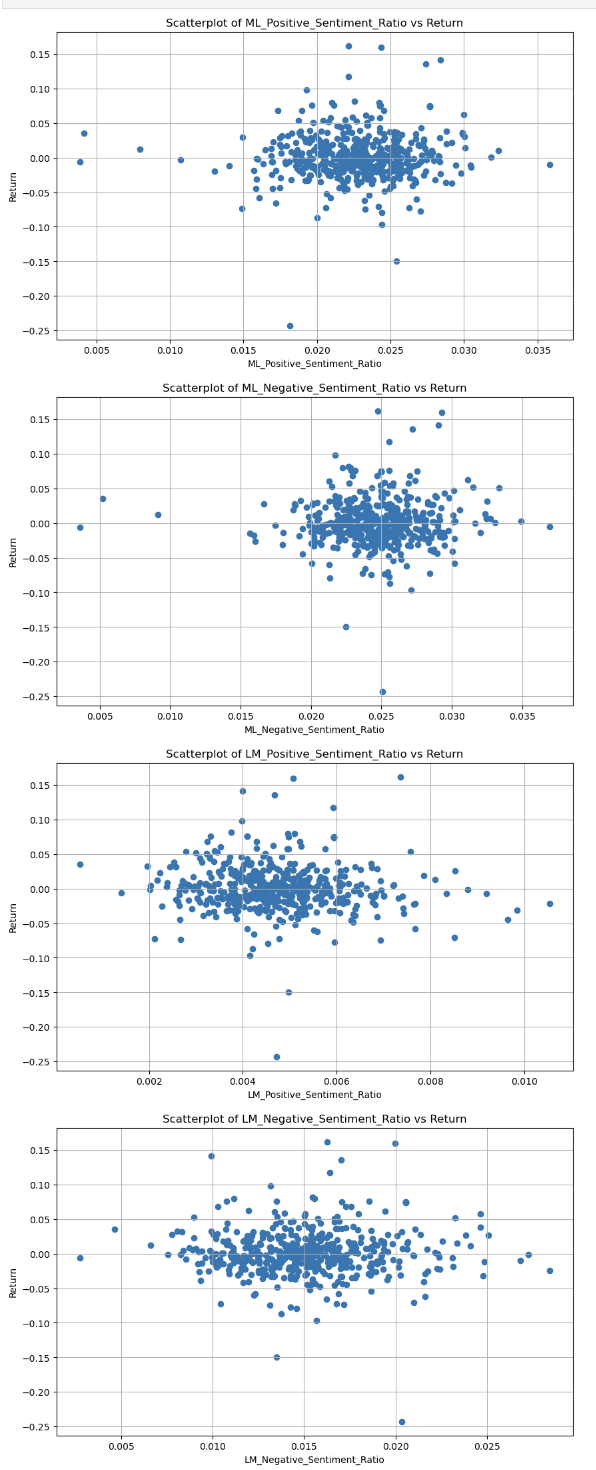 Scatterplot of ML_Positive_Sentiment_Ratio vs Return
0.15
0.10
0.05
0.00
−0.05
−0.10
−0.15
−0.20
−0.25
Return
0.005 0.010 0.015 0.020 0.025 0.030 0.035
ML_Positive_Sentiment_Ratio
Scatterplot of ML_Negative_Sentiment_Ratio vs Return
0.15
0.10
0.05
0.00
−0.05
−0.10
−0.15
−0.20
−0.25
Return
0.005 0.010 0.015 0.020 0.025 0.030 0.035
ML_Negative_Sentiment_Ratio
Scatterplot of LM_Positive_Sentiment_Ratio vs Return
0.15
0.10
0.05
0.00
−0.05
−0.10
−0.15
−0.20
−0.25
Return
0.002 0.004 0.006 0.008 0.010
LM_Positive_Sentiment_Ratio
Scatterplot of LM_Negative_Sentiment_Ratio vs Return
0.15
0.10
0.05
0.00
−0.05
−0.10
−0.15
−0.20
−0.25
Return
0.005 0.010 0.015 0.020 0.025
LM_Negative_Sentiment_Ratio